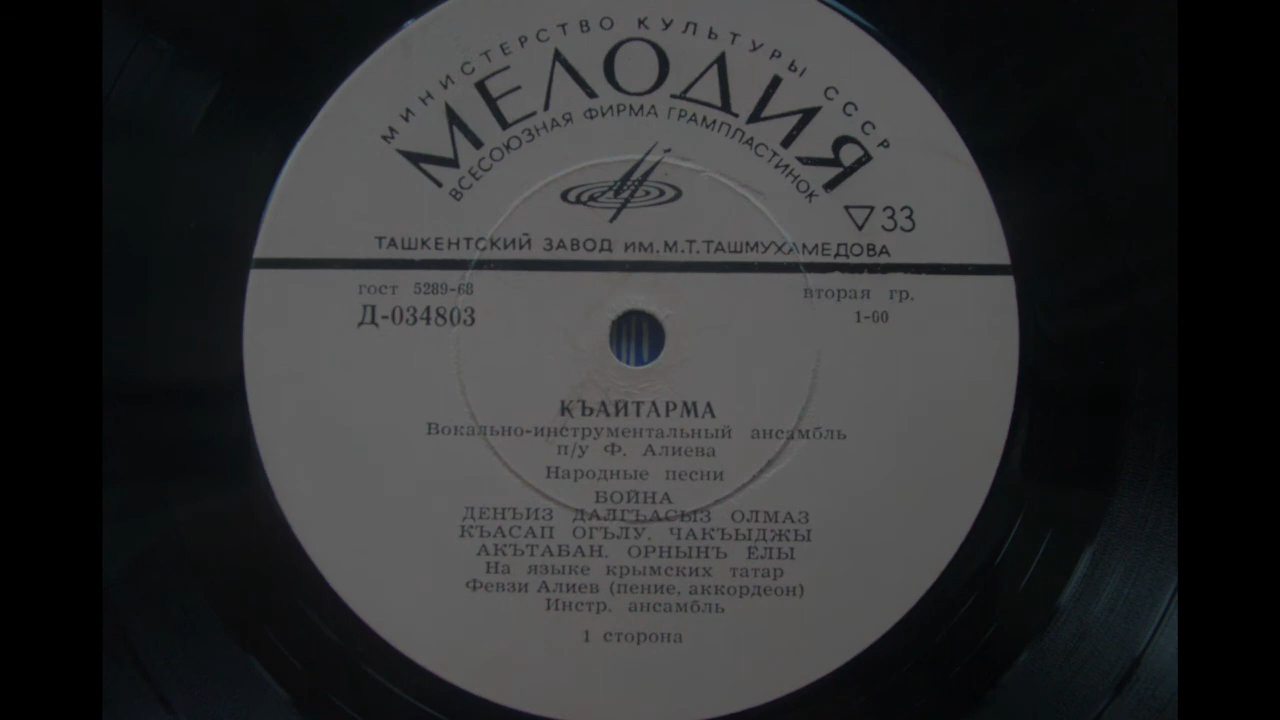 МИНИСТЕРСТВО КУЛЬТУРЫ СССР
МЕЛОДИЯ
ВСЕСОЮЗНАЯ ФИРМА ГРАМПЛАСТИНОК
33
ТАШКЕНТСКИЙ ЗАВОД ИМ.М.Т.ТАШМУХАМЕДОВА
гост 5289-68
вторая гр.
Д-034803
1-00
КЪАЙТАРМА
Вокально-инструментальный ансамбль
п/у Ф. Алиева
Народные песни
БОЙНА
ДЕНЪИЗ ДАЛГЪАСЫЗ ОЛМАЗ
КЪАСАП ОГЪЛУ. ЧАКЪЫДЖЫ
АКЪТАБАН. ОРНЫНЪ ЁЛЫ
На языке крымских татар
Февзи Алиев (пение, аккордеон)
Инстр. ансамбль
1 сторона